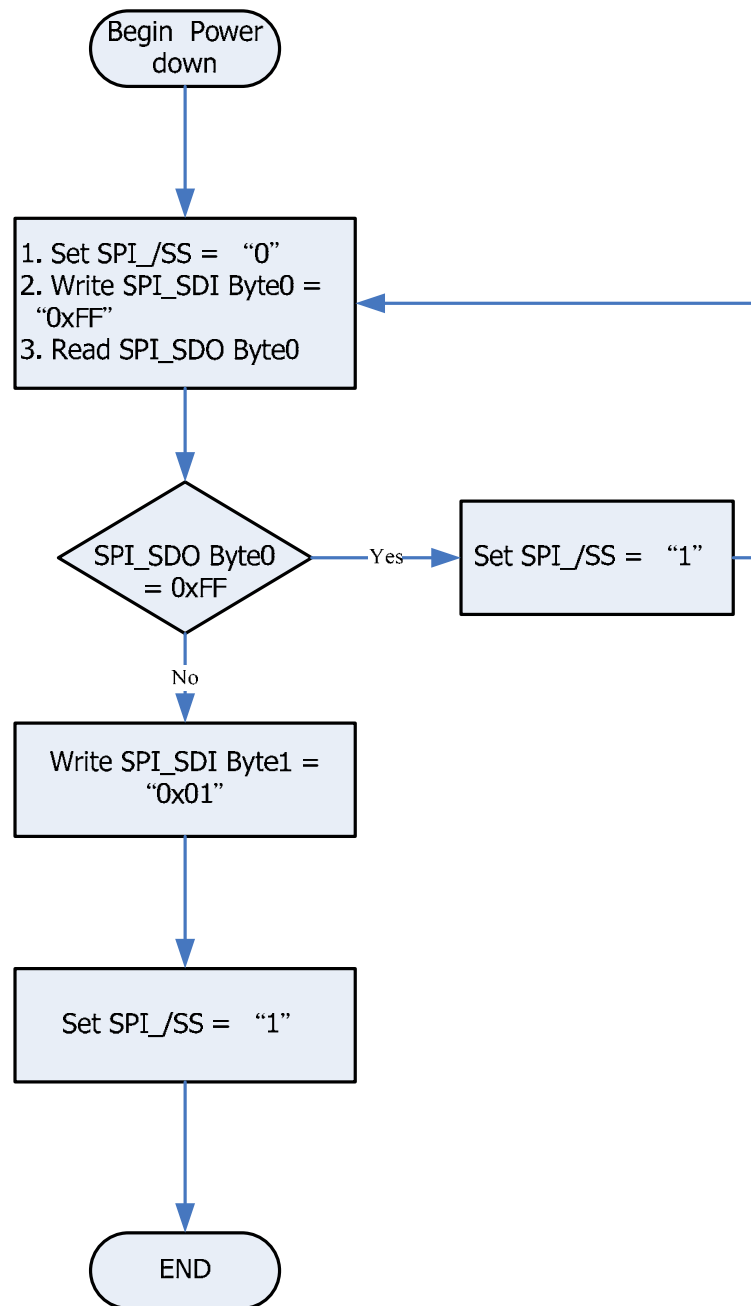 Begin Power
down
1. Set SPI_/SS = “0”
2. Write SPI_SDI Byte0 =
“0xFF”
3. Read SPI_SDO Byte0
SPI_SDO Byte0
= 0xFF
Yes
Set SPI_/SS = “1”
No
Write SPI_SDI Byte1 =
“0x01”
Set SPI_/SS = “1”
END